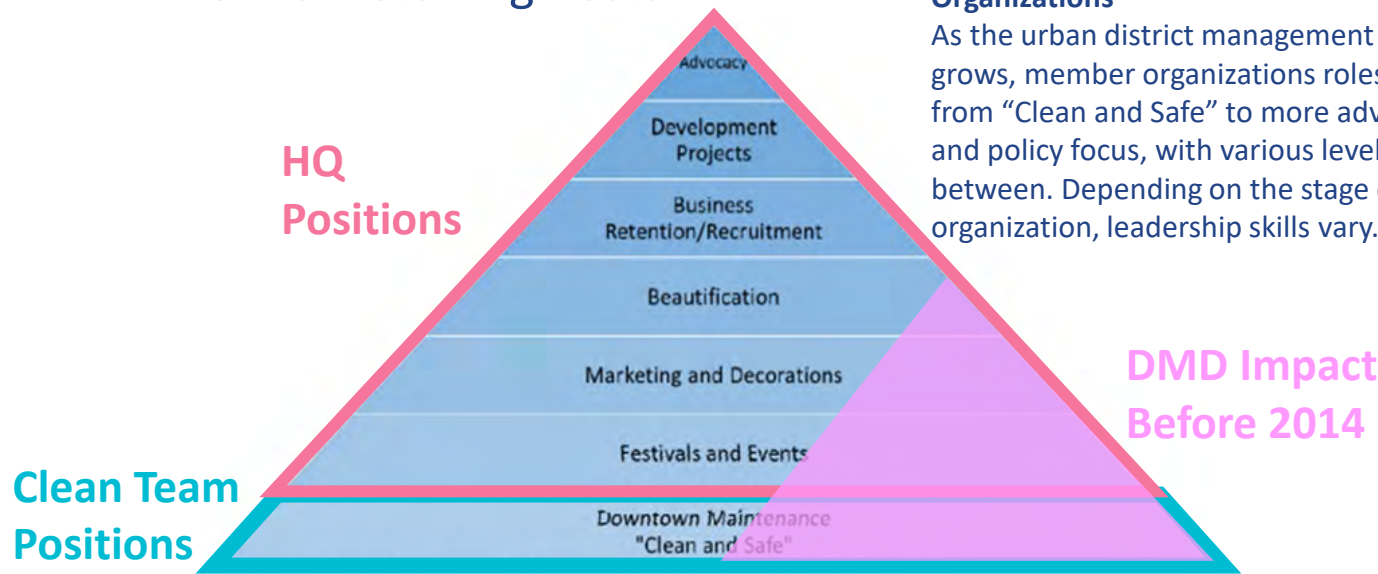 Organizations
As the urban district management
grows, member organizations roles
from “Clean and Safe” to more adv
and policy focus, with various level
between. Depending on the stage
organization, leadership skills vary.
Advocacy
Development
Projects
Business
Retention/Recruitment
Beautification
Marketing and Decorations
Festivals and Events
Downtown Maintenance
"Clean and Safe"
HQ
Positions
DMD Impact
Before 2014
Clean Team
Positions